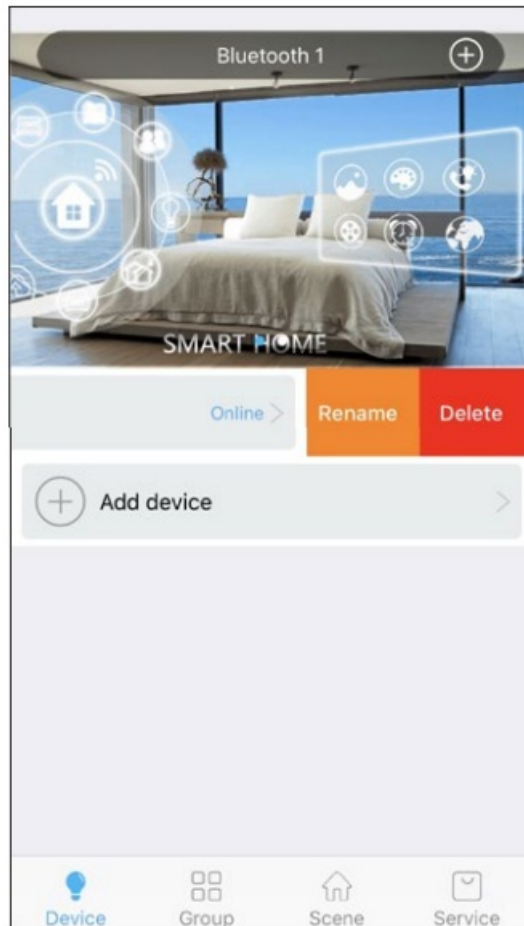 Bluetooth 1
SMART HOME
Online
Rename
Delete
Add device
Device
Group
Scene
Service